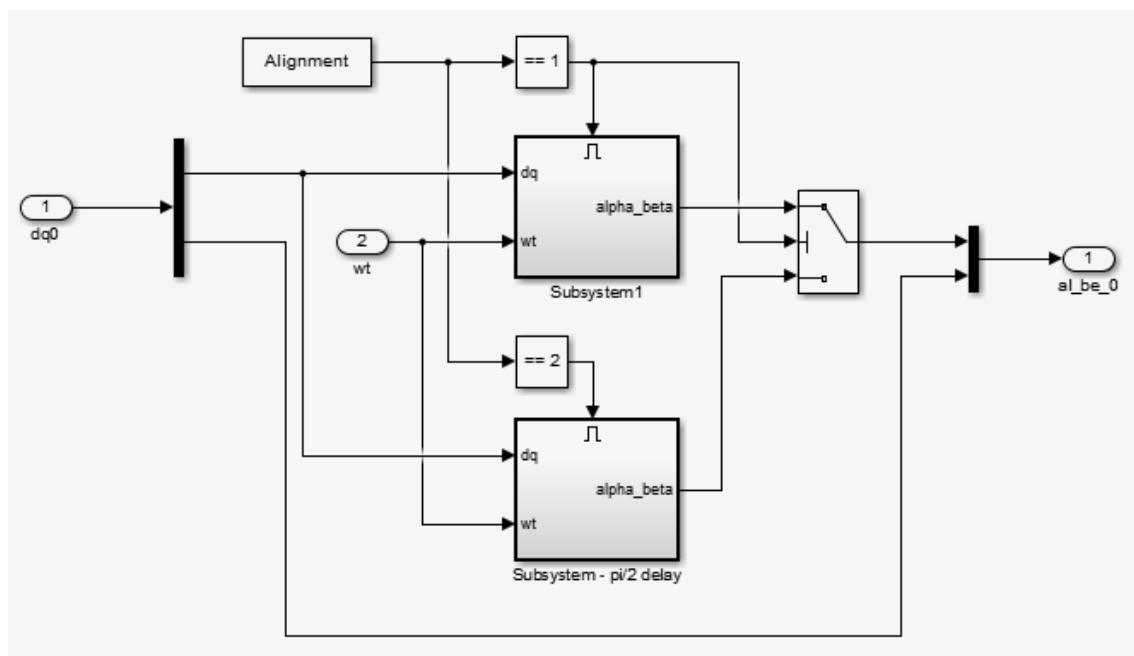 Alignment
== 1
dq
alpha_beta
wt
Subsystem1
1
dq0
2
wt
1
al_be_0
== 2
dq
alpha_beta
wt
Subsystem - pi/2 delay